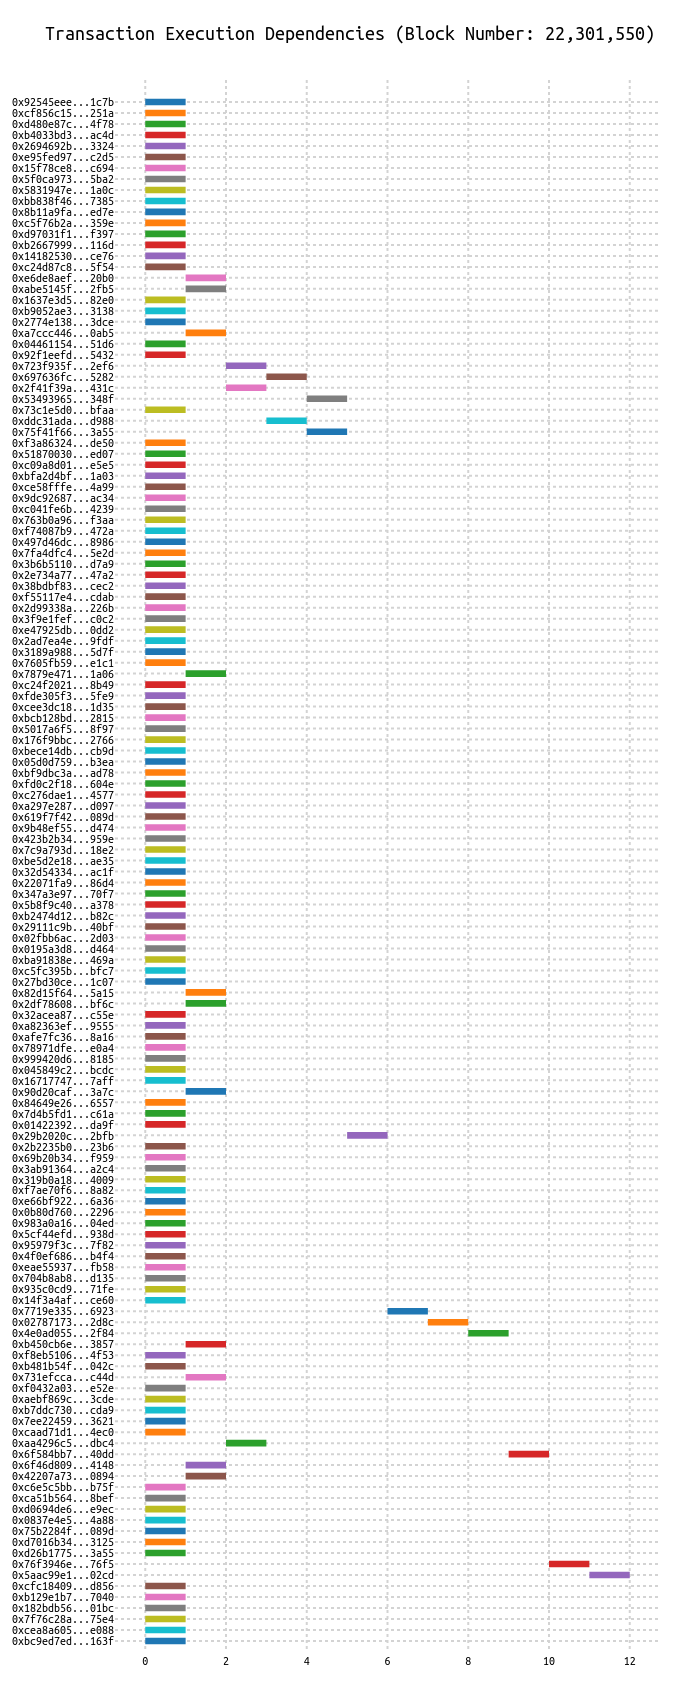 Transaction Execution Dependencies (Block Number: 22,301,550)
0x92545eee...1c7b
0xcf856c15...251a
0xd480e87c...4f78
0xb4033bd3...ac4d
0x2694692b...3324
0xe95fed97...c2d5
0x15f78ce8...c694
0x5f0ca973...5ba2
0x5831947e...1a0c
0xbb838f46...7385
0x8b11a9fa...ed7e
0xc5f76b2a...359e
0xd97031f1...f397
0xb2667999...116d
0x14182530...ce76
0xc24d87c8...5f54
0xe6de8aef...20b0
0xabe5145f...2fb5
0x1637e3d5...82e0
0xb9052ae3...3138
0x2774e138...3dce
0xa7ccc446...0ab5
0x04461154...51d6
0x92f1eefd...5432
0x723f935f...2ef6
0x697636fc...5282
0x2f41f39a...431c
0x53493965...348f
0x73c1e5d0...bfaa
0xddc31ada...d988
0x75f41f66...3a55
0xf3a86324...de50
0x51870030...ed07
0xc09a8d01...e5e5
0xbfa2d4bf...1a03
0xce58fffe...4a99
0x9dc92687...ac34
0xc041fe6b...4239
0x763b0a96...f3aa
0xf74087b9...472a
0x497d46dc...8986
0x7fa4dfc4...5e2d
0x3b6b5110...d7a9
0x2e734a77...47a2
0x38bdbf83...cec2
0xf55117e4...cdab
0x2d99338a...226b
0x3f9e1fef...c0c2
0xe47925db...0dd2
0x2ad7ea4e...9fdf
0x3189a988...5d7f
0x7605fb59...e1c1
0x7879e471...1a06
0xc24f2021...8b49
0xfde305f3...5fe9
0xcee3dc18...1d35
0xbcb128bd...2815
0x5017a6f5...8f97
0x176f9bbc...2766
0xbece14db...cb9d
0x05d0d759...b3ea
0xbf9dbc3a...ad78
0xfd0c2f18...604e
0xc276dae1...4577
0xa297e287...d097
0x619f7f42...089d
0x9b48ef55...d474
0x423b2b34...959e
0x7c9a793d...18e2
0xbe5d2e18...ae35
0x32d54334...ac1f
0x22071fa9...86d4
0x347a3e97...70f7
0x5b8f9c40...a378
0xb2474d12...b82c
0x29111c9b...40bf
0x02fbb6ac...2d03
0x0195a3d8...d464
0xba91838e...469a
0xc5fc395b...bfc7
0x27bd30ce...1c07
0x82d15f64...5a15
0x2df78608...bf6c
0x32acea87...c55e
0xa82363ef...9555
0xafe7fc36...8a16
0x78971dfe...e0a4
0x999420d6...8185
0x045849c2...bcdc
0x16717747...7aff
0x90d20caf...3a7c
0x84649e26...6557
0x7d4b5fd1...c61a
0x01422392...da9f
0x29b2020c...2bfb
0x2b2235b0...23b6
0x69b20b34...f959
0x3ab91364...a2c4
0x319b0a18...4009
0xf7ae70f6...8a82
0xe66bf922...6a36
0x0b80d760...2296
0x983a0a16...04ed
0x5cf44efd...938d
0x95979f3c...7f82
0x4f0ef686...b4f4
0xeae55937...fb58
0x704b8ab8...d135
0x935c0cd9...71fe
0x14f3a4af...ce60
0x7719e335...6923
0x02787173...2d8c
0x4e0ad055...2f84
0xb450cb6e...3857
0xf8eb5106...4f53
0xb481b54f...042c
0x731efcca...c44d
0xf0432a03...e52e
0xaebf869c...3cde
0xb7ddc730...cda9
0x7ee22459...3621
0xcaad71d1...4ec0
0xaa4296c5...dbc4
0x6f584bb7...40dd
0x6f46d809...4148
0x42207a73...0894
0xc6e5c5bb...b75f
0xca51b564...8bef
0xd0694de6...e9ec
0x0837e4e5...4a88
0x75b2284f...089d
0xd7016b34...3125
0xd26b1775...3a55
0x76f3946e...76f5
0x5aac99e1...02cd
0xcfc18409...d856
0xb129e1b7...7040
0x182bdb56...01bc
0x7f76c28a...75e4
0xcea8a605...e088
0xbc9ed7ed...163f
0 2 4 6 8 10 12